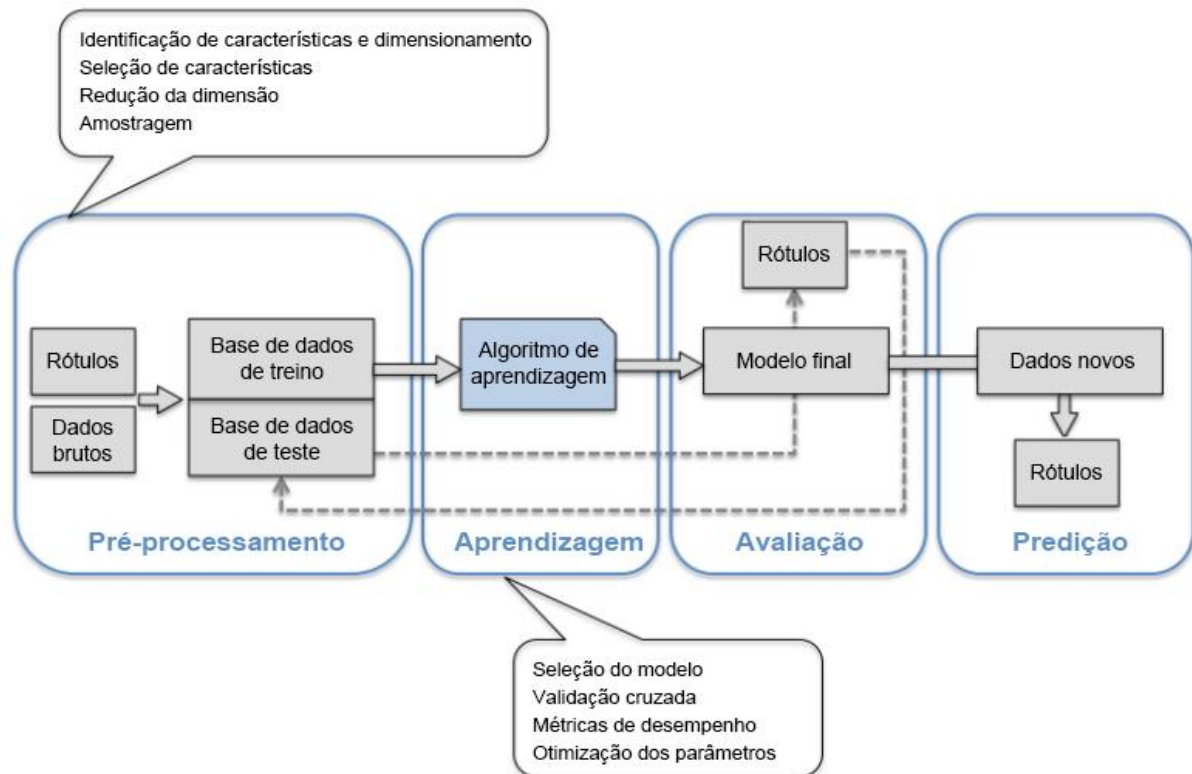 Identificação de características e dimensionamento
Seleção de características
Redução da dimensão
Amostragem
Rótulos
Dados
brutos
Base de dados
de treino
Base de dados
de teste
Pré-processamento
Algoritmo de
aprendizagem
Aprendizagem
Rótulos
Modelo final
Avaliação
Dados novos
Rótulos
Predição
Seleção do modelo
Validação cruzada
Métricas de desempenho
Otimização dos parâmetros